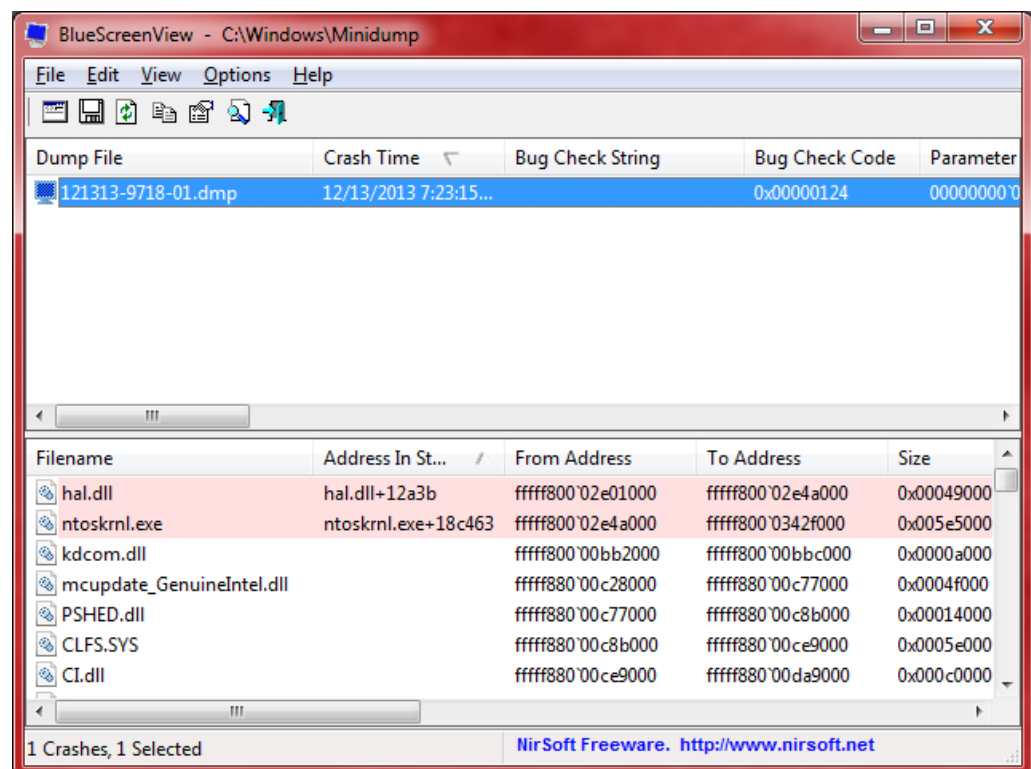 BlueScreenView - C:\Windows\Minidump
File Edit View Options Help
Dump File Crash Time Bug Check String Bug Check Code Parameter
121313-9718-01.dmp 12/13/2013 7:23:15... 0x00000124 00000000`0
Filename Address In St... From Address To Address Size
hal.dll hal.dll+12a3b fffff800`02e01000 fffff800`02e4a000 0x00049000
ntoskrnl.exe ntoskrnl.exe+18c463 fffff800`02e4a000 fffff800`0342f000 0x005e5000
kdcom.dll fffff800`00bb2000 fffff800`00bbc000 0x0000a000
mcupdate_GenuineIntel.dll fffff880`00c28000 fffff880`00c77000 0x0004f000
PSHED.dll fffff880`00c77000 fffff880`00c8b000 0x00014000
CLFS.SYS fffff880`00c8b000 fffff880`00ce9000 0x0005e000
CI.dll fffff880`00ce9000 fffff880`00da9000 0x000c0000
1 Crashes, 1 Selected NirSoft Freeware. http://www.nirsoft.net